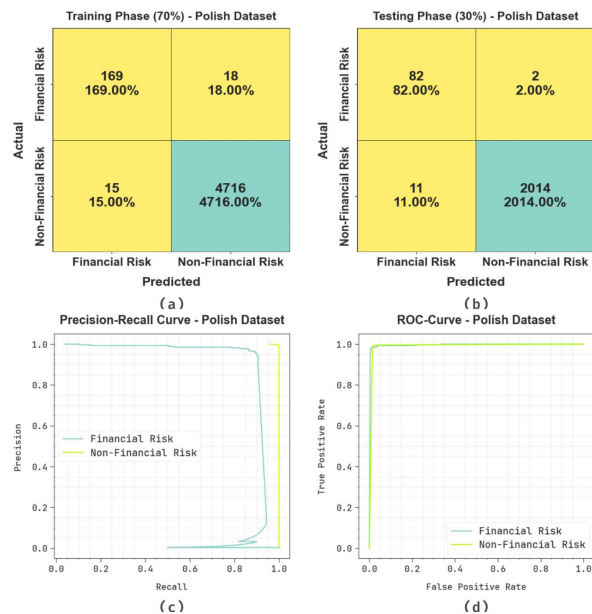 Training Phase (70%) - Polish Dataset
Actual
Financial Risk
Non-Financial Risk
169
169.00%
18
18.00%
15
15.00%
4716
4716.00%
Financial Risk
Non-Financial Risk
Predicted
(a)
Testing Phase (30%) - Polish Dataset
Actual
Financial Risk
Non-Financial Risk
82
82.00%
2
2.00%
11
11.00%
2014
2014.00%
Financial Risk
Non-Financial Risk
Predicted
(b)
Precision-Recall Curve - Polish Dataset
Precision
1.0
0.8
0.6
0.4
0.2
0.0
Financial Risk
Non-Financial Risk
0.0 0.2 0.4 0.6 0.8 1.0
Recall
(c)
ROC-Curve - Polish Dataset
True Positive Rate
1.0
0.8
0.6
0.4
0.2
0.0
Financial Risk
Non-Financial Risk
0.0 0.2 0.4 0.6 0.8 1.0
False Positive Rate
(d)